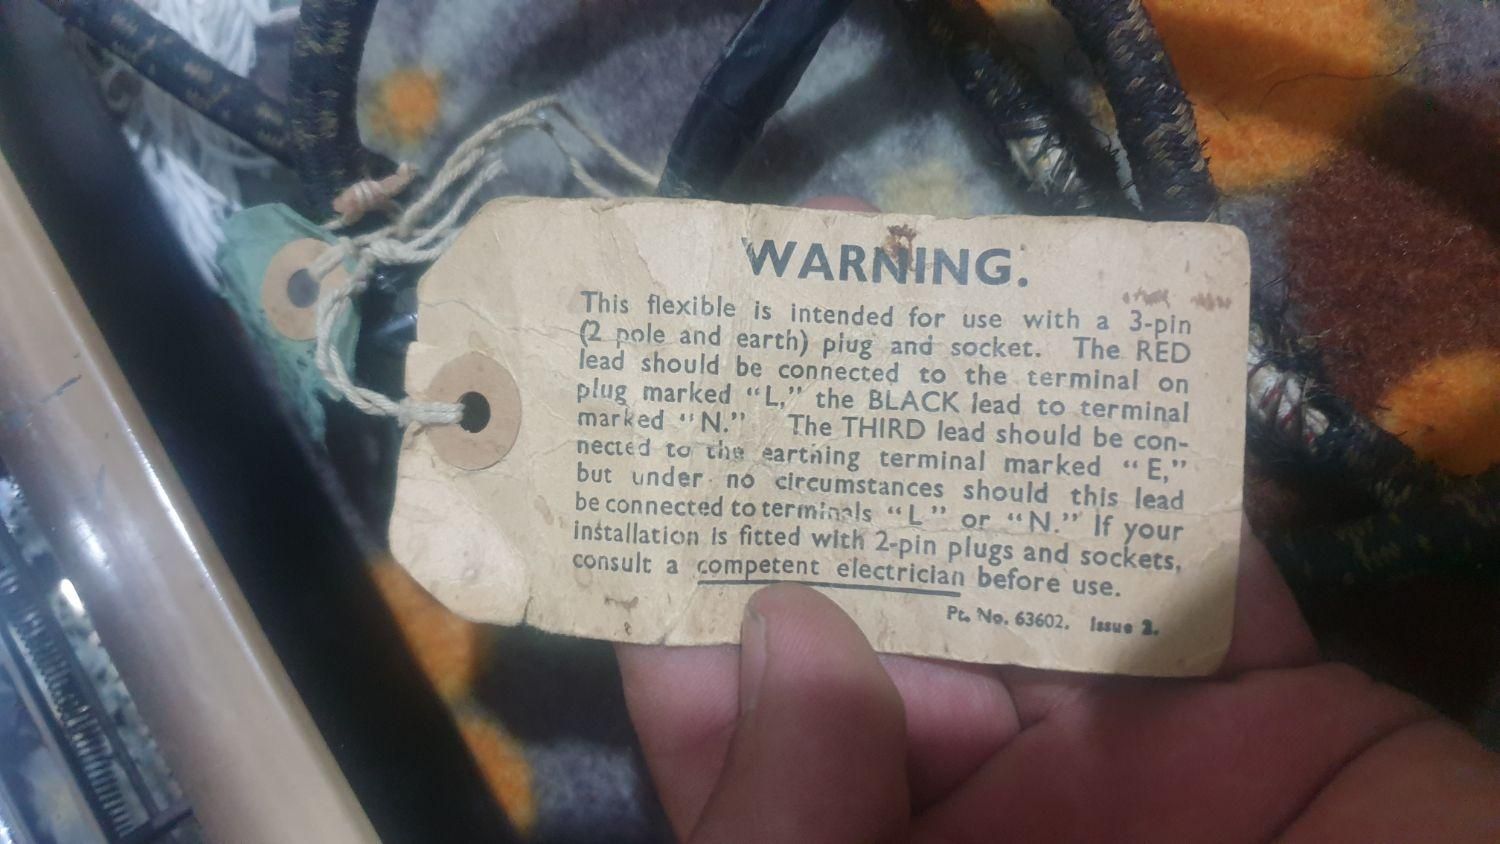 WARNING.
This flexible is intended for use with a 3-pin
(2 pole and earth) plug and socket. The RED
lead should be connected to the terminal on
plug marked “L,” the BLACK lead to terminal
marked “N.” The THIRD lead should be con-
nected to the earthing terminal marked “E,”
but under no circumstances should this lead
be connected to terminals “L” or “N.” If your
installation is fitted with 2-pin plugs and sockets,
consult a competent electrician before use.
Pt. No. 63602. Issue 2.